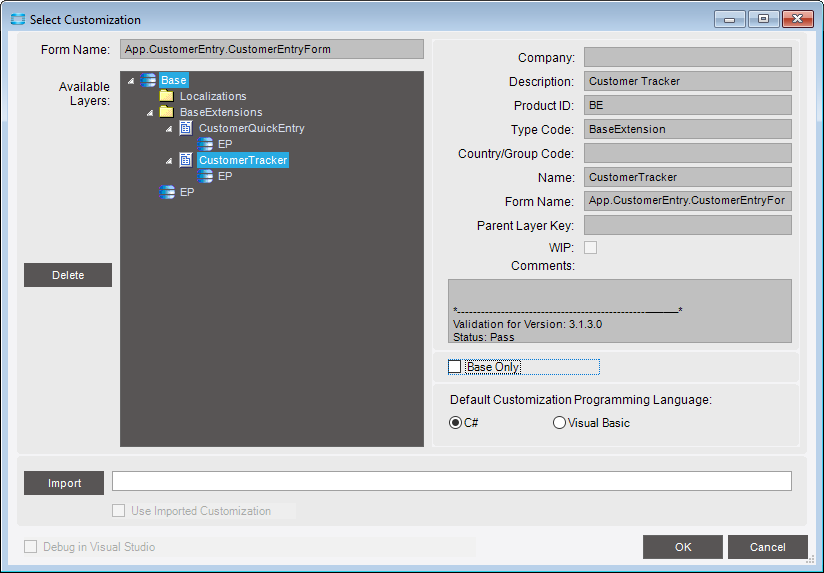 Select Customization
Form Name: App.CustomerEntry.CustomerEntryForm
Available
Layers:
Base
Localizations
BaseExtensions
CustomerQuickEntry
EP
CustomerTracker
EP
EP
Delete
Company:
Description: Customer Tracker
Product ID: BE
Type Code: BaseExtension
Country/Group Code:
Name: CustomerTracker
Form Name: App.CustomerEntry.CustomerEntryFor
Parent Layer Key:
WIP:
Comments:
*------------------------------------------------------------*
Validation for Version: 3.1.3.0
Status: Pass
Base Only
Default Customization Programming Language:
C# Visual Basic
Import
Use Imported Customization
Debug in Visual Studio
OK Cancel